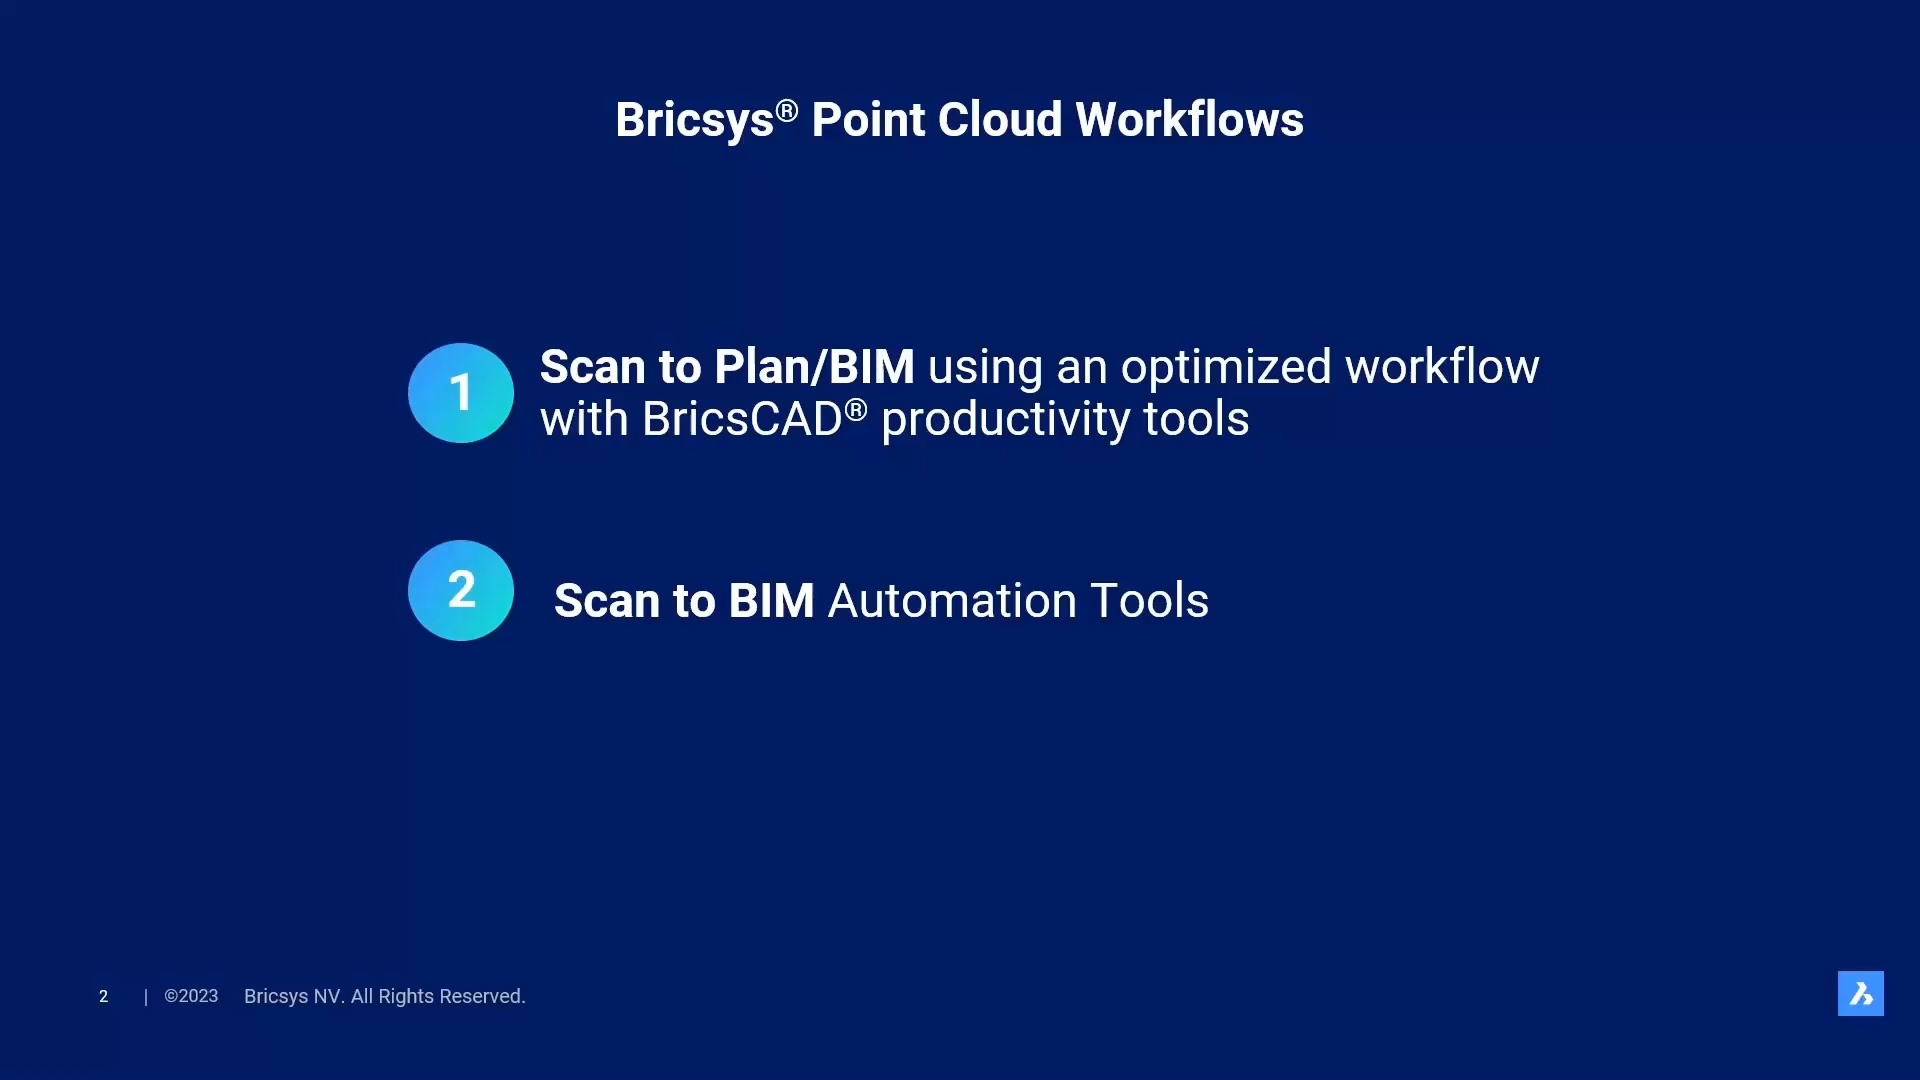 Bricsys® Point Cloud Workflows
1
Scan to Plan/BIM using an optimized workflow
with BricsCAD® productivity tools
2
Scan to BIM Automation Tools
2 | ©2023 Bricsys NV. All Rights Reserved.